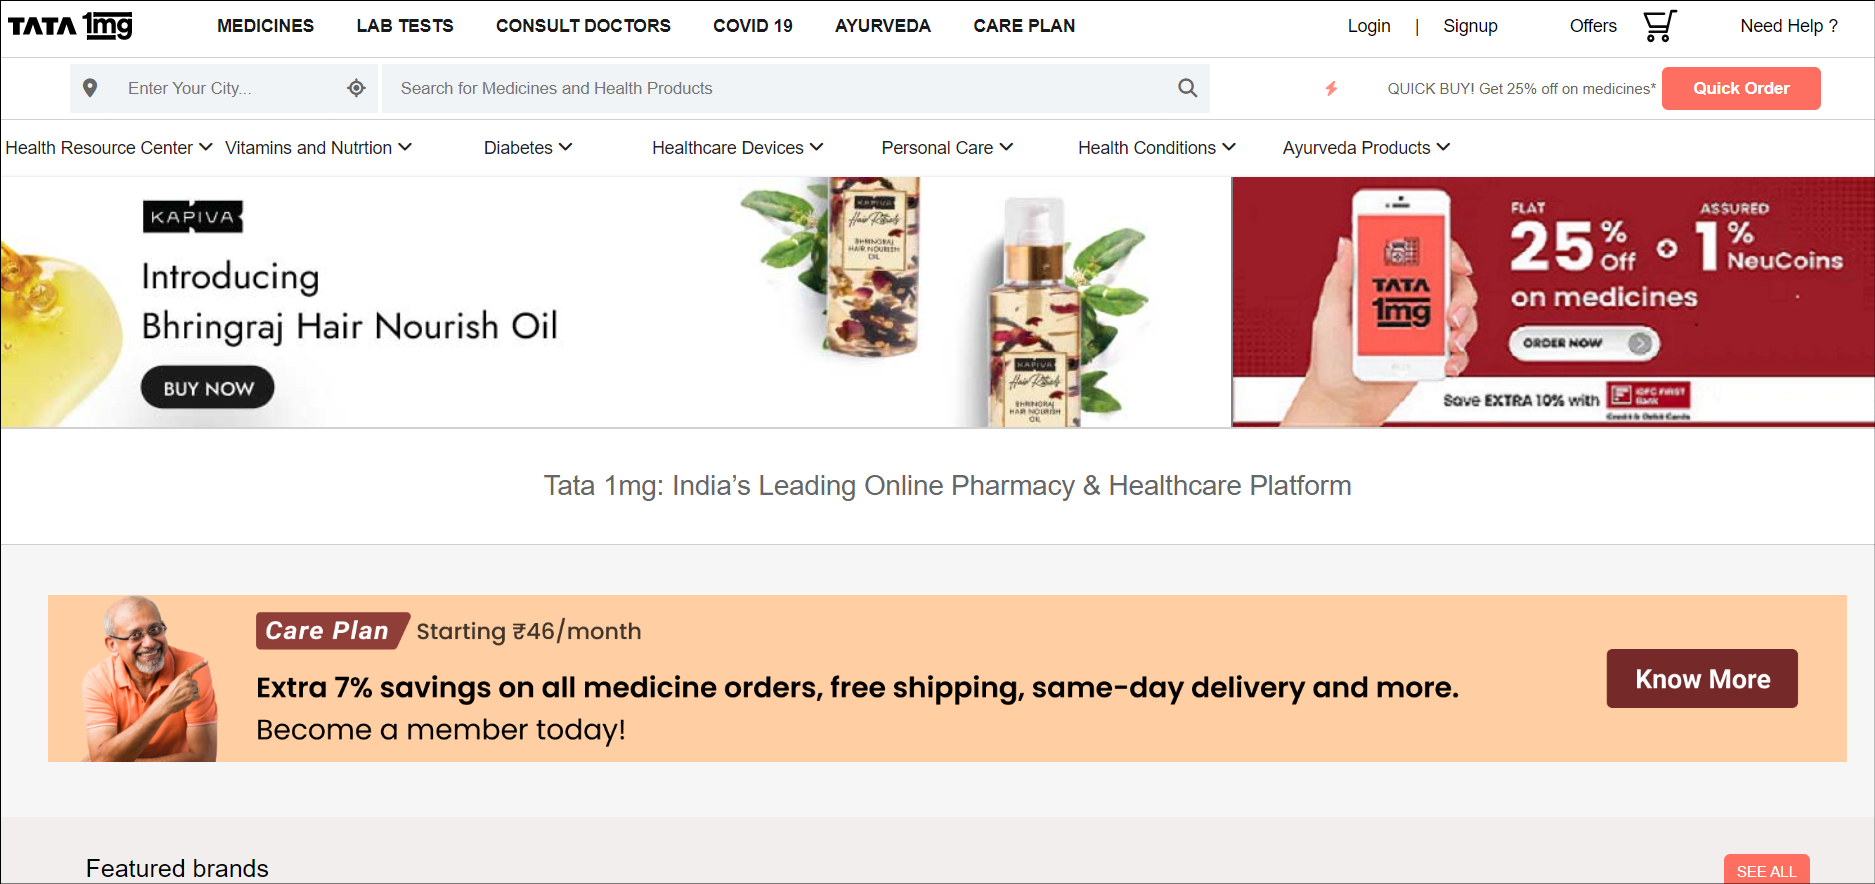 TATA 1mg
MEDICINES
LAB TESTS
CONSULT DOCTORS
COVID 19
AYURVEDA
CARE PLAN
Login | Signup
Offers
Need Help ?
Enter Your City...
Search for Medicines and Health Products
QUICK BUY! Get 25% off on medicines*
Quick Order
Health Resource Center
Vitamins and Nutrtion
Diabetes
Healthcare Devices
Personal Care
Health Conditions
Ayurveda Products
KAPIVA
Introducing
Bhringraj Hair Nourish Oil
BUY NOW
KAPIVA
Hair Rituals
BHRINGRAJ
HAIR NOURISH
OIL
KAPIVA
Hair Rituals
BHRINGRAJ
HAIR NOURISH
OIL
TATA
1mg
FLAT
25% Off
ASSURED
1% NeuCoins
on medicines
ORDER NOW
Save EXTRA 10% with
IDFC FIRST
Bank
Credit & Debit Cards
Tata 1mg: India’s Leading Online Pharmacy & Healthcare Platform
Care Plan Starting ₹46/month
Extra 7% savings on all medicine orders, free shipping, same-day delivery and more.
Become a member today!
Know More
Featured brands
SEE ALL